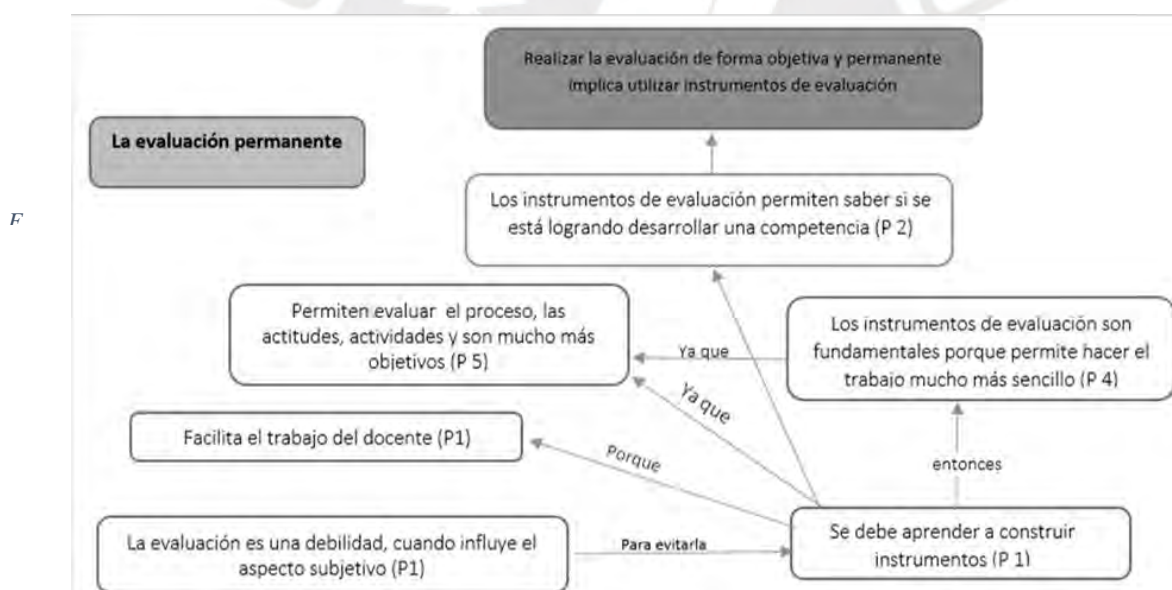 Realizar la evaluación de forma objetiva y permanente
implica utilizar instrumentos de evaluación
La evaluación permanente
Los instrumentos de evaluación permiten saber si se
está logrando desarrollar una competencia (P 2)
Permiten evaluar el proceso, las
actitudes, actividades y son mucho más
objetivos (P 5)
Ya que
Los instrumentos de evaluación son
fundamentales porque permite hacer el
trabajo mucho más sencillo (P 4)
Ya que
Facilita el trabajo del docente (P1)
Porque
entonces
La evaluación es una debilidad, cuando influye el
aspecto subjetivo (P1)
Para evitarla
Se debe aprender a construir
instrumentos (P 1)